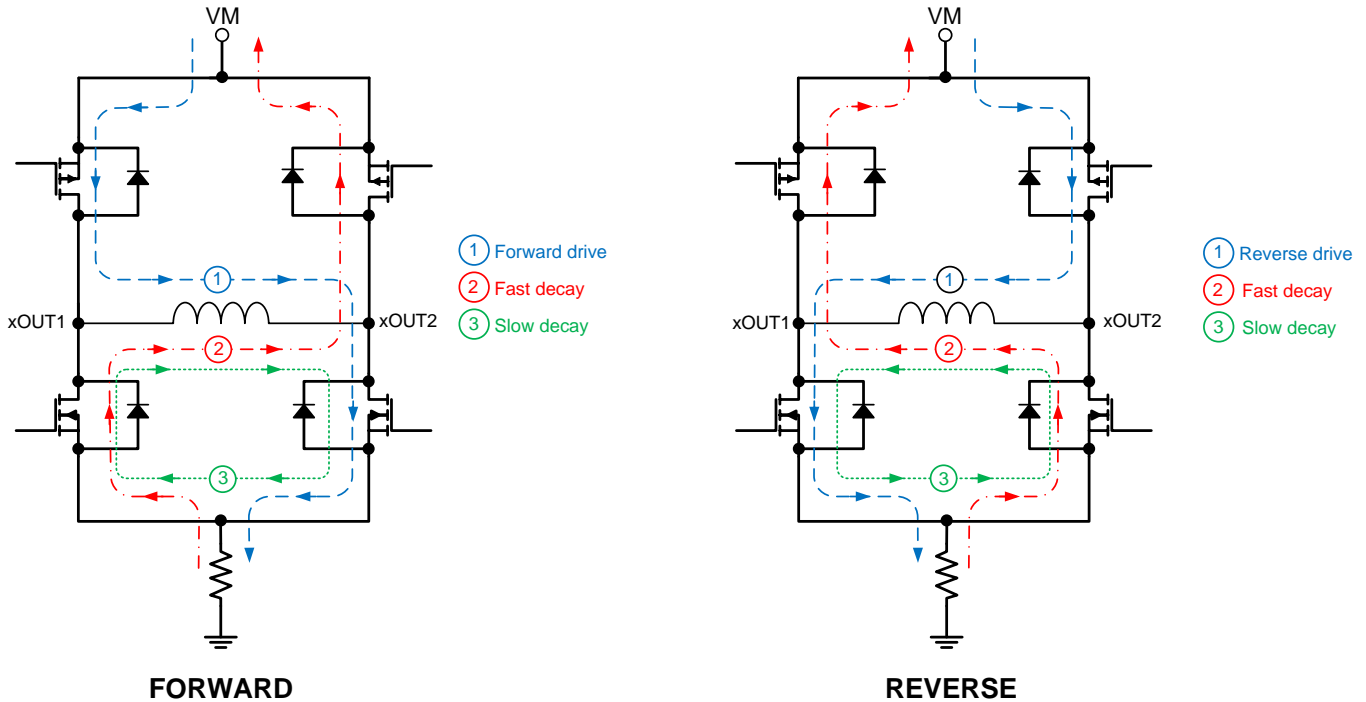 VM
1 Forward drive
1
2 Fast decay
xOUT1
xOUT2
3 Slow decay
2
3
FORWARD
VM
1 Reverse drive
1
2 Fast decay
xOUT1
xOUT2
3 Slow decay
2
3
REVERSE